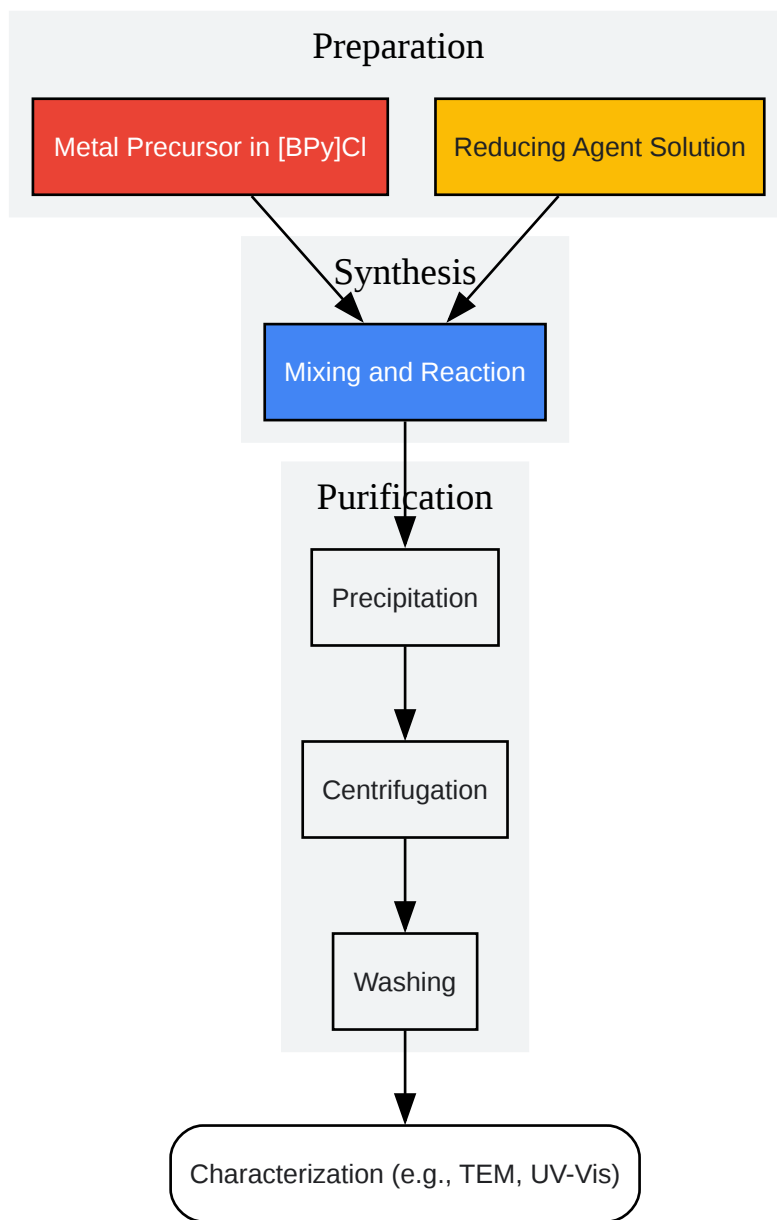 Preparation
Metal Precursor in [BPy]Cl
Reducing Agent Solution
Synthesis
Mixing and Reaction
Purification
Precipitation
Centrifugation
Washing
Characterization (e.g., TEM, UV-Vis)